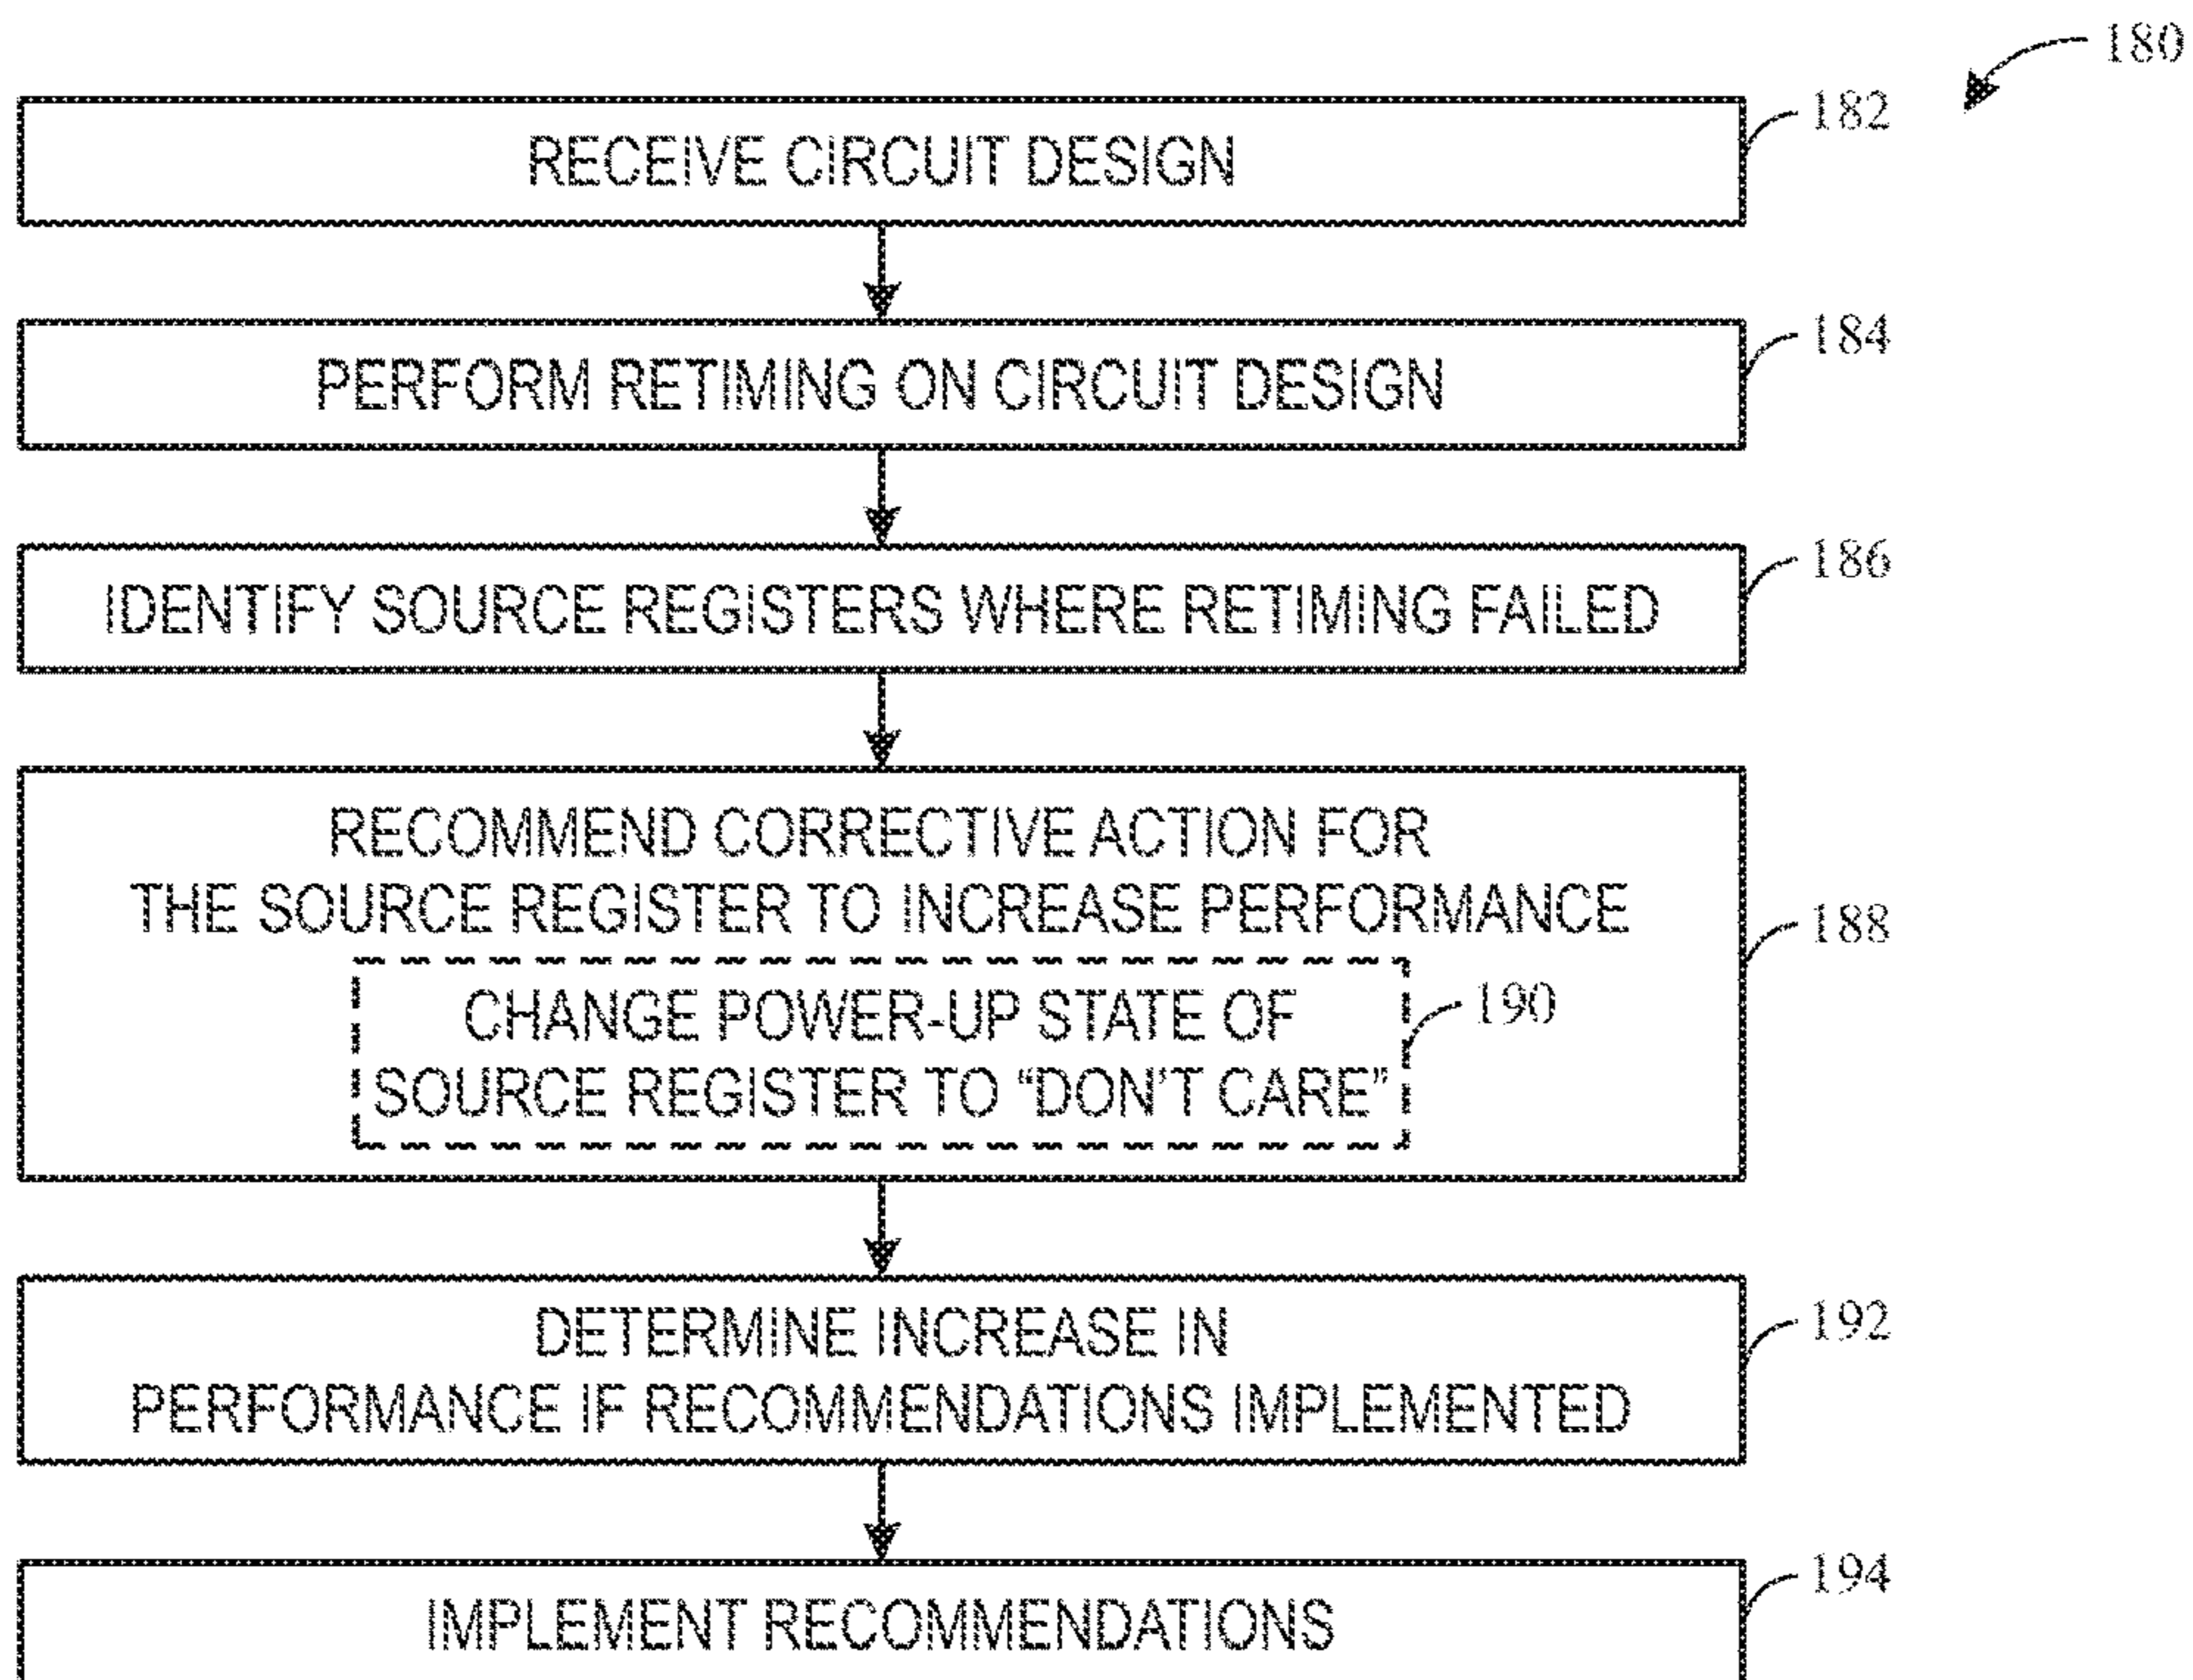 180
RECEIVE CIRCUIT DESIGN
182
PERFORM RETIMING ON CIRCUIT DESIGN
184
IDENTIFY SOURCE REGISTERS WHERE RETIMING FAILED
186
RECOMMEND CORRECTIVE ACTION FOR
THE SOURCE REGISTER TO INCREASE PERFORMANCE
188
CHANGE POWER-UP STATE OF
SOURCE REGISTER TO “DON'T CARE”
190
DETERMINE INCREASE IN
PERFORMANCE IF RECOMMENDATIONS IMPLEMENTED
192
IMPLEMENT RECOMMENDATIONS
194